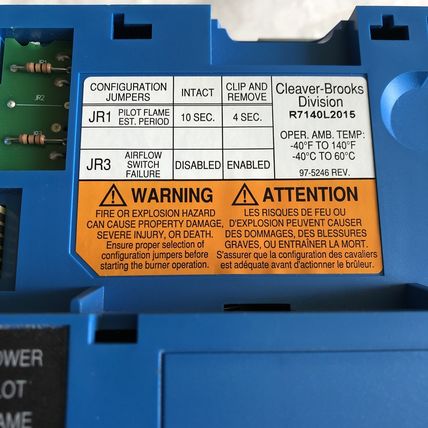 JR2
CONFIGURATION JUMPERS
INTACT
CLIP AND REMOVE
JR1 PILOT FLAME EST. PERIOD
10 SEC.
4 SEC.
JR3 AIRFLOW SWITCH FAILURE
DISABLED
ENABLED
Cleaver-Brooks
Division
R7140L2015
OPER. AMB. TEMP:
-40°F TO 140°F
-40°C TO 60°C
97-5246 REV.
WARNING
FIRE OR EXPLOSION HAZARD
CAN CAUSE PROPERTY DAMAGE,
SEVERE INJURY, OR DEATH.
Ensure proper selection of
configuration jumpers before
starting the burner operation.
ATTENTION
LES RISQUES DE FEU OU
D'EXPLOSION PEUVENT CAUSER
DES DOMMAGES, DES BLESSURES
GRAVES, OU ENTRAÎNER LA MORT.
S'assurer que la configuration des cavaliers
est adéquate avant d'actionner le brûleur.
OWER
LOT
AME